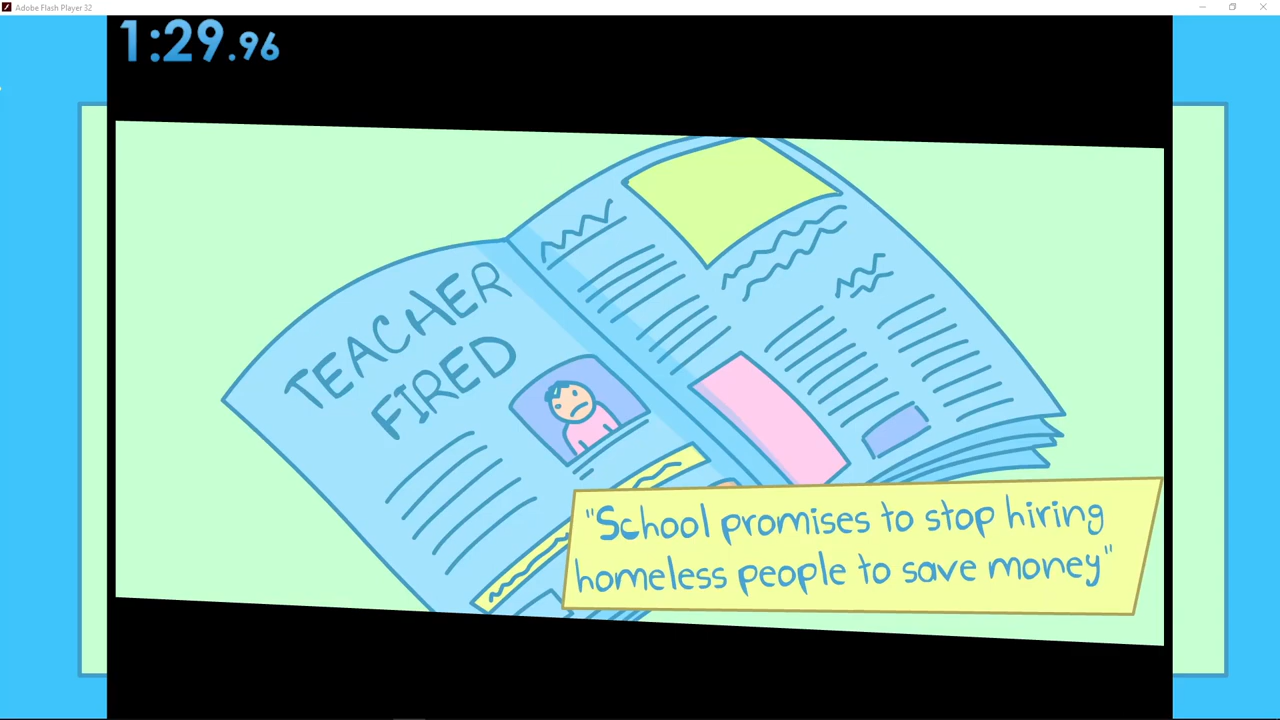 Adobe Flash Player 32
1:29.96
TEACHER
FIRED
"School promises to stop hiring
homeless people to save money"